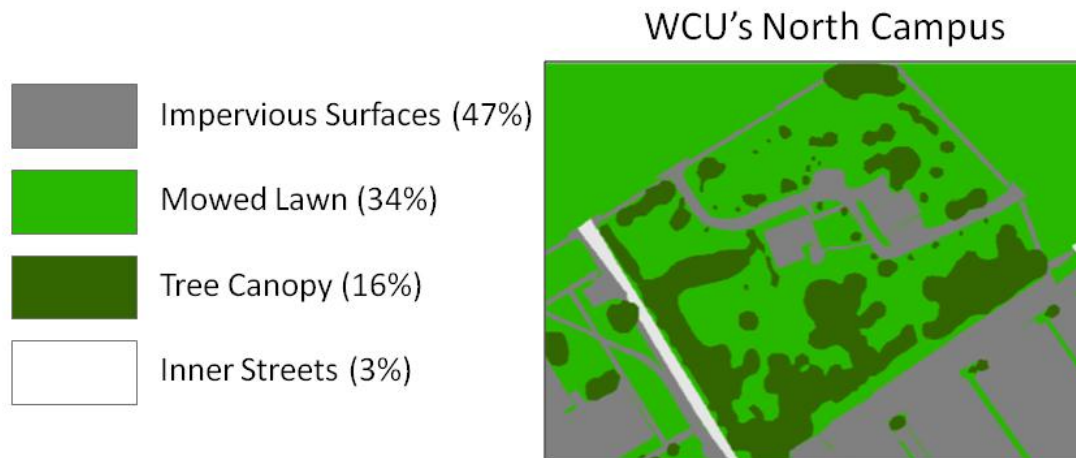 WCU's North Campus
Impervious Surfaces (47%)
Mowed Lawn (34%)
Tree Canopy (16%)
Inner Streets (3%)